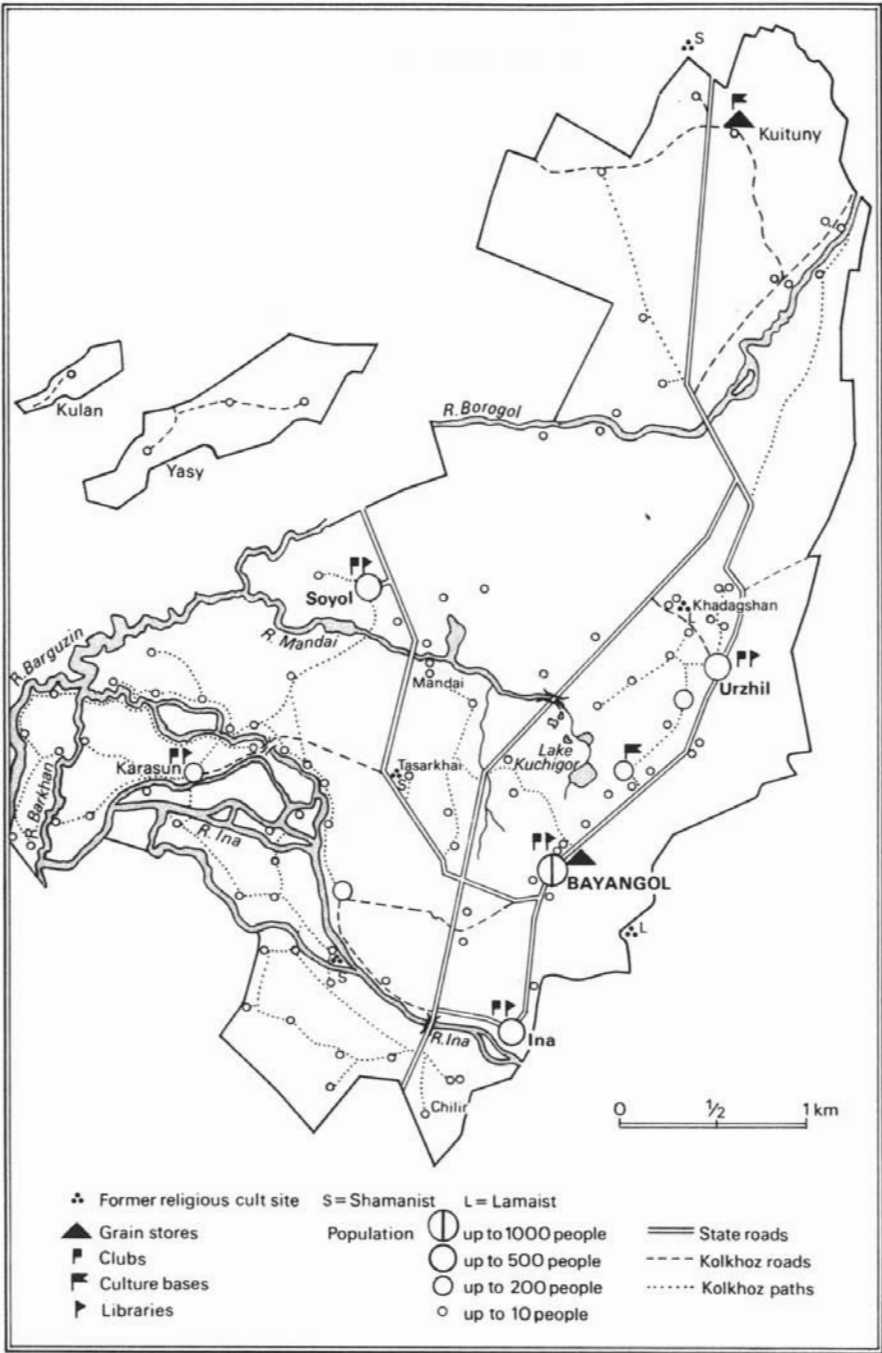 S
Kuituny
Kulan
Yasy
R. Borogol
Soyol
R. Mandai
Khadagshan
L
R. Barguzin
Mandai
Urzhil
Lake
Kuchigor
Karasun
Tasarkhai
S
R. Barkhan
R. Ina
BAYANGOL
L
S
R. Ina
Ina
Chilir
0 ½ 1 km
Former religious cult site S = Shamanist L = Lamaist
Grain stores
Clubs
Culture bases
Libraries
Population
up to 1000 people
up to 500 people
up to 200 people
up to 10 people
State roads
Kolkhoz roads
Kolkhoz paths